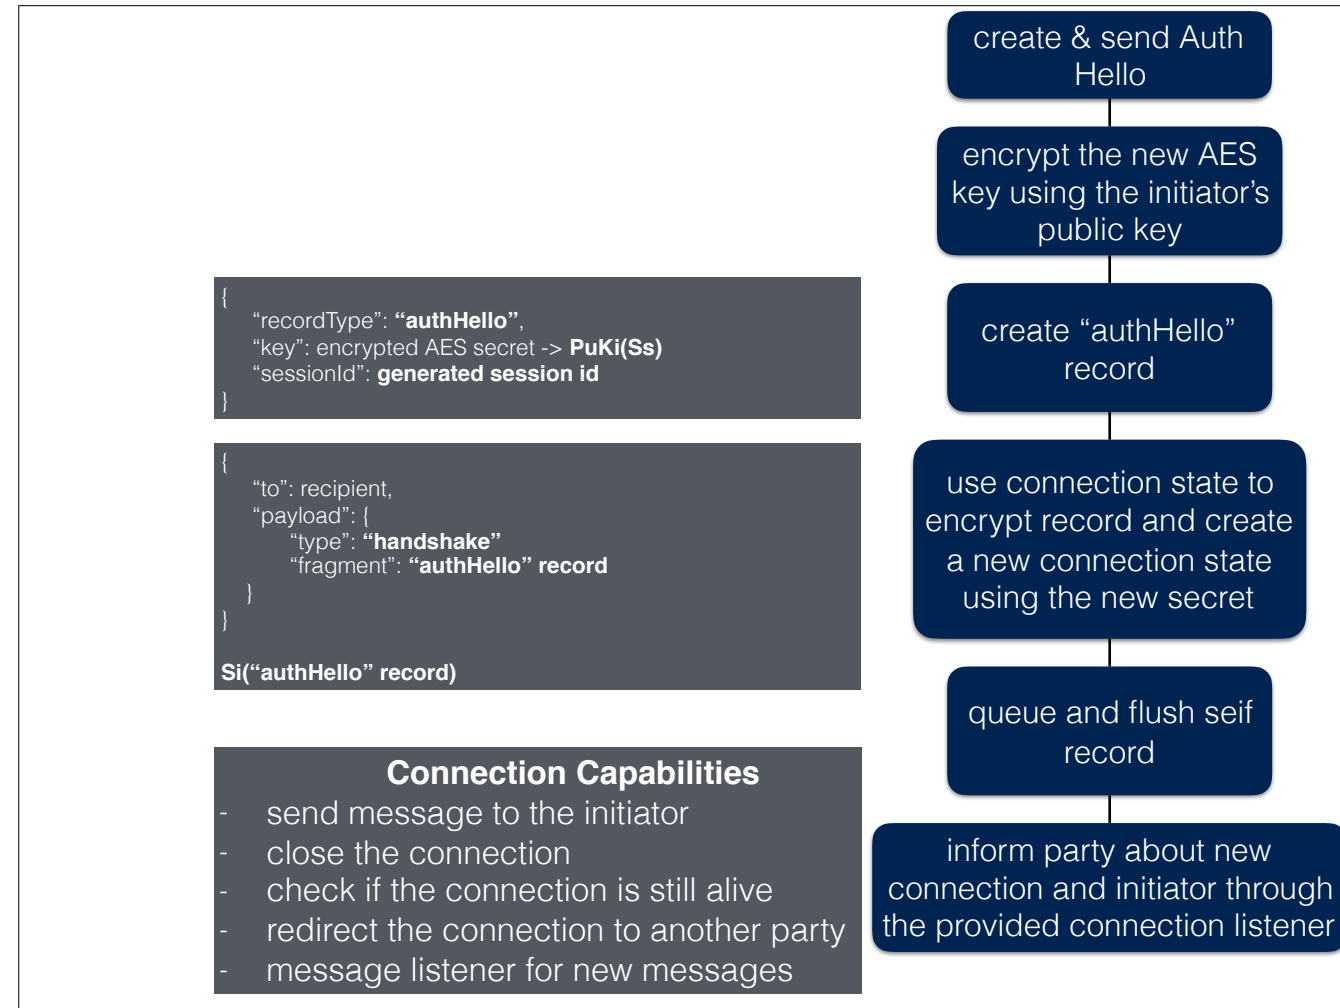 create & send Auth
Hello
encrypt the new AES
key using the initiator’s
public key
{
“recordType”: “authHello”,
“key”: encrypted AES secret -> PuKi(Ss)
“sessionId”: generated session id
}
create “authHello”
record
{
“to”: recipient,
“payload”: {
“type”: “handshake”
“fragment”: “authHello” record
}
}
Si(“authHello” record)
use connection state to
encrypt record and create
a new connection state
using the new secret
queue and flush seif
record
Connection Capabilities
- send message to the initiator
- close the connection
- check if the connection is still alive
- redirect the connection to another party
- message listener for new messages
inform party about new
connection and initiator through
the provided connection listener